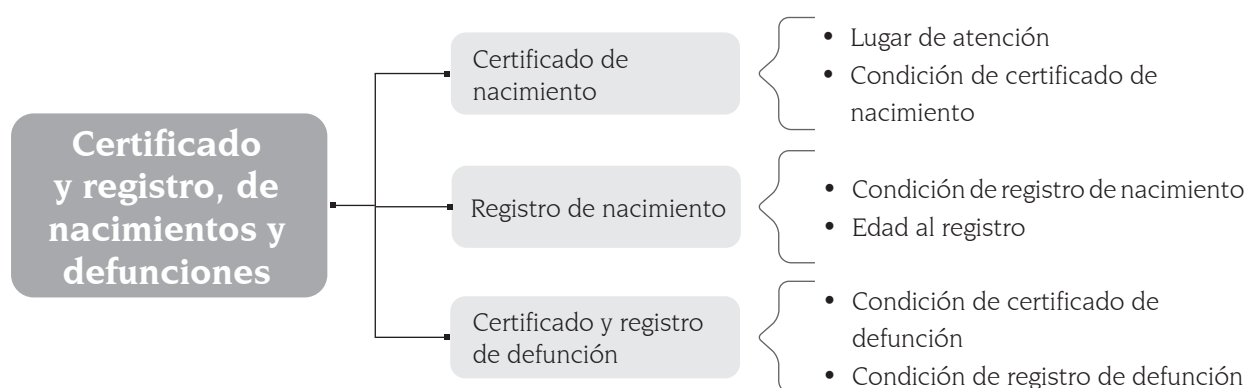 Certificado
y registro, de
nacimientos y
defunciones
Certificado de
nacimiento
• Lugar de atención
• Condición de certificado de
nacimiento
Registro de nacimiento
• Condición de registro de nacimiento
• Edad al registro
Certificado y registro
de defunción
• Condición de certificado de
defunción
• Condición de registro de defunción